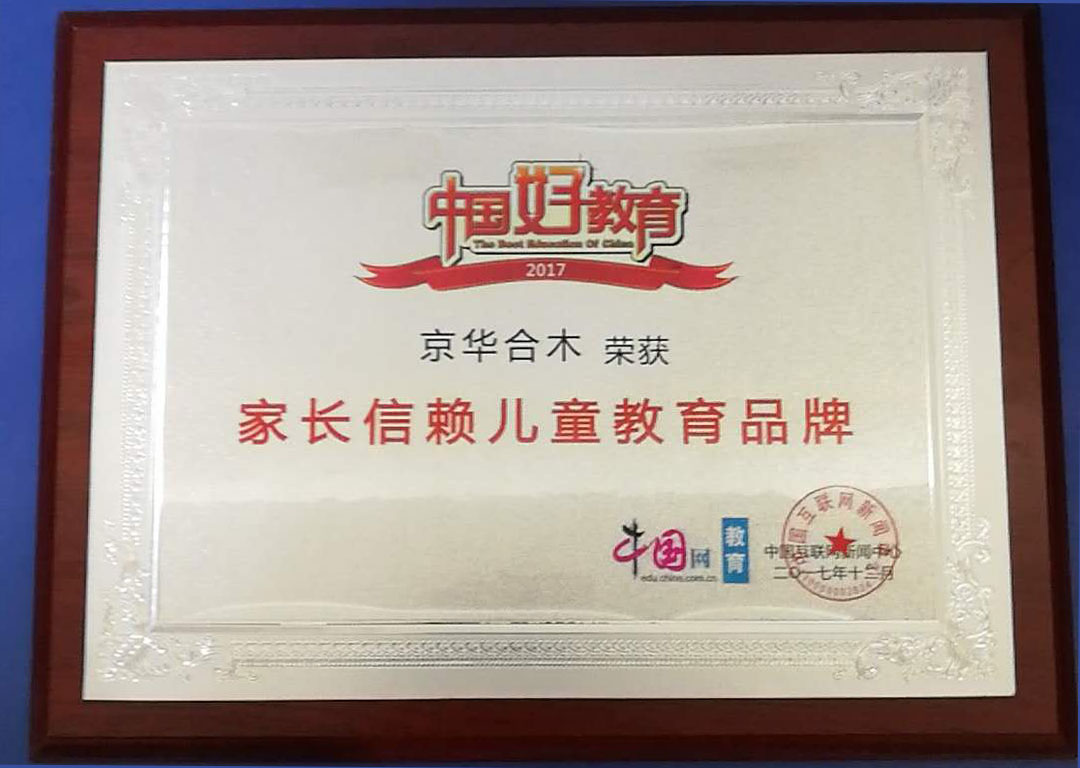 中国好教育
The Best Education Of China
2017
京华合木 荣获
家长信赖儿童教育品牌
中国网 教育
edu.china.com.cn
中国互联网新闻中心
二〇一七年十二月